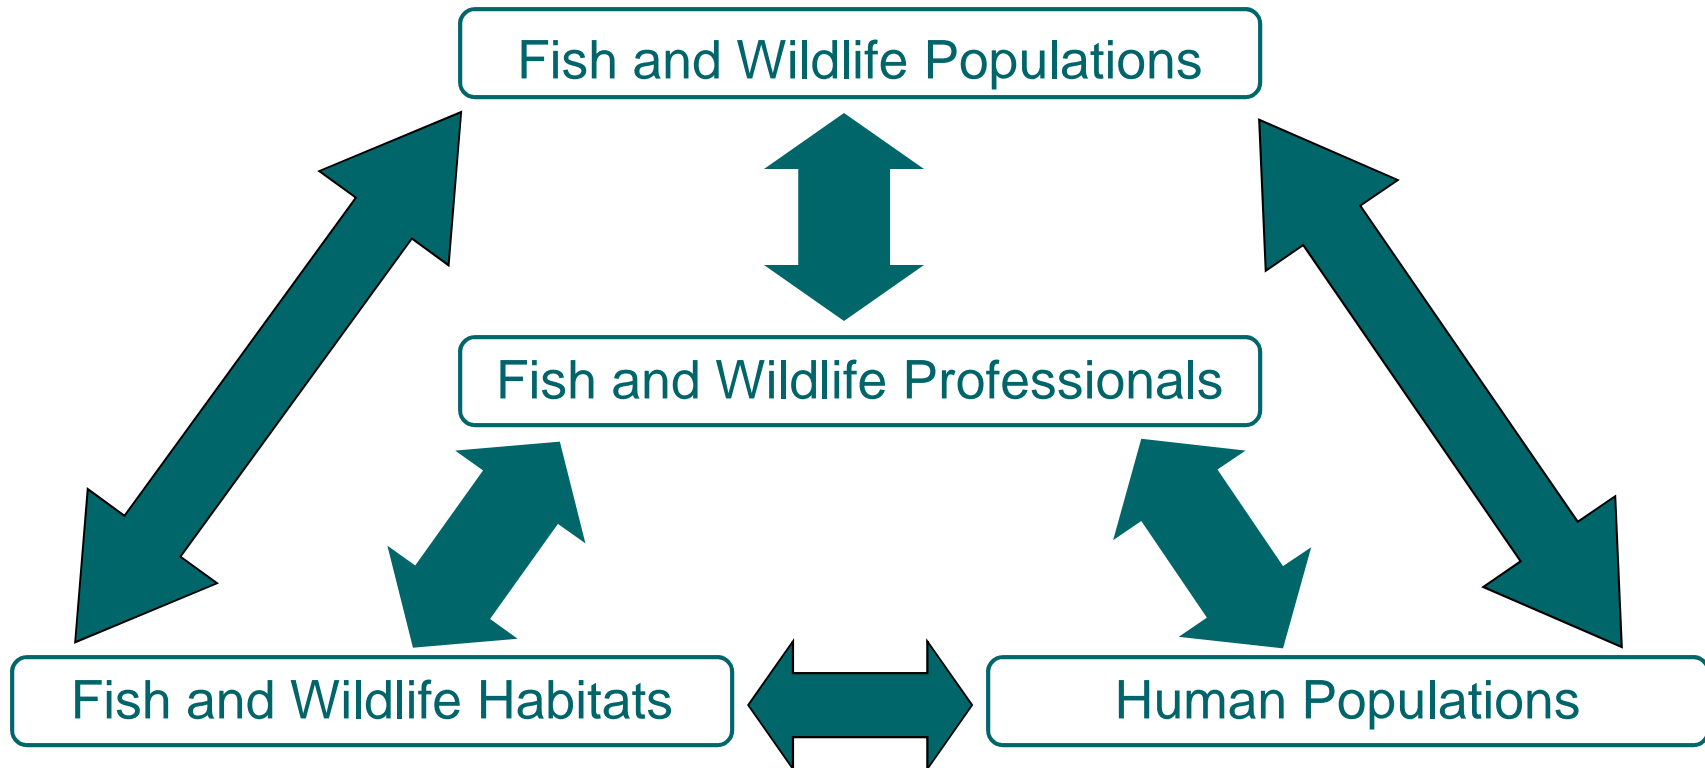 Fish and Wildlife Populations
Fish and Wildlife Professionals
Fish and Wildlife Habitats
Human Populations